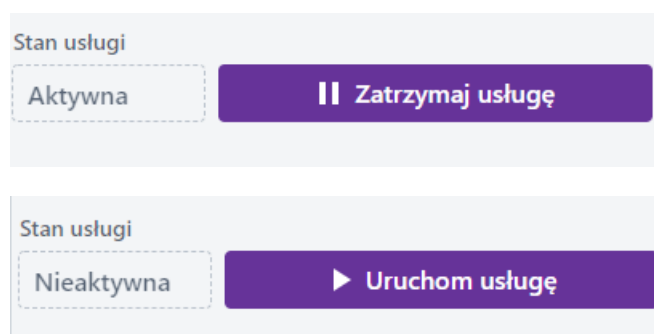 Stan usługi
Aktywna Zatrzymaj usługę
Stan usługi
Nieaktywna Uruchom usługę